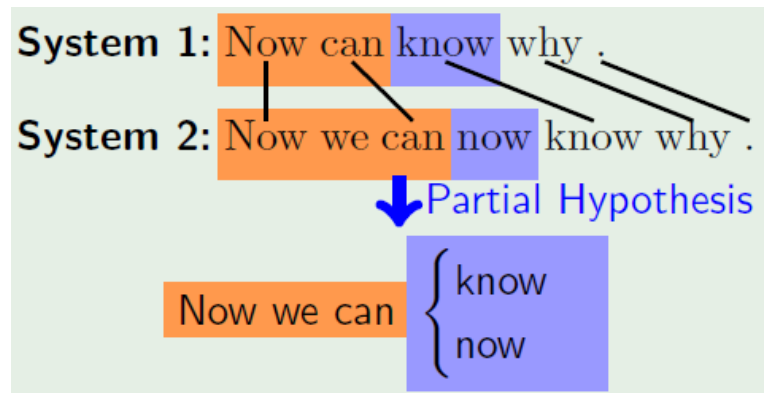 System 1: Now can know why .
System 2: Now we can now know why .
Partial Hypothesis
know
Now we can
now